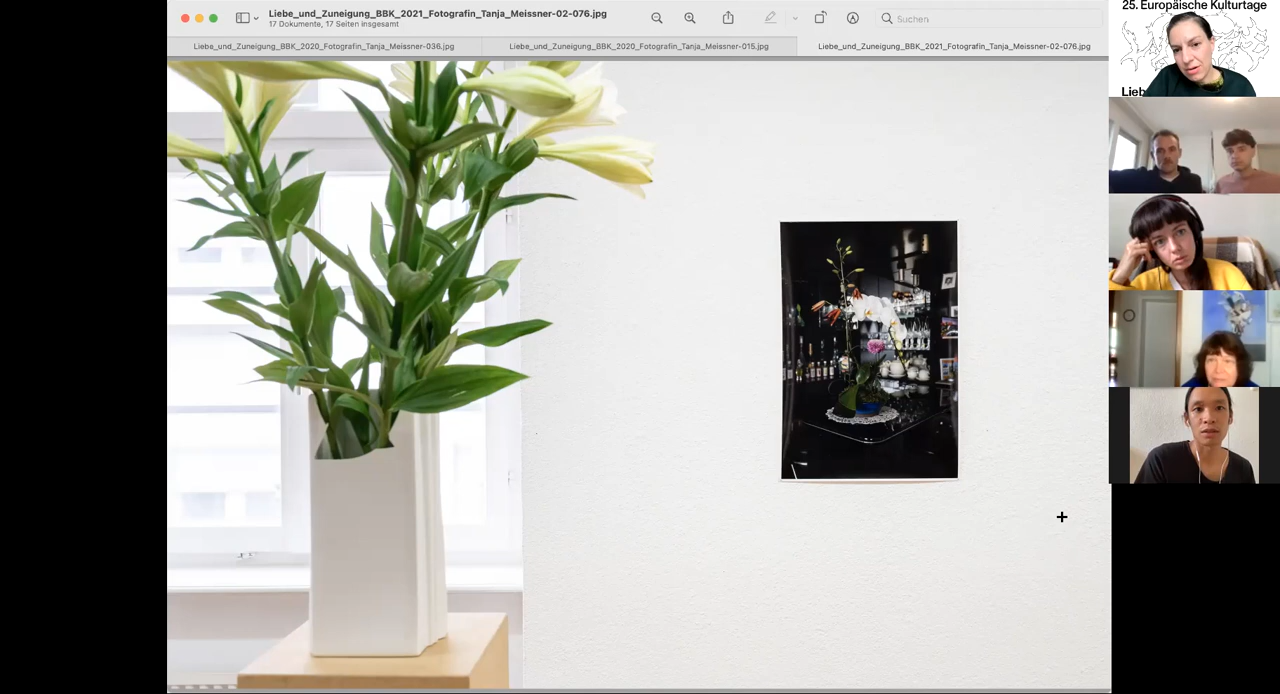 Liebe_und_Zuneigung_BBK_2021_Fotografin_Tanja_Meissner-02-076.jpg
17 Dokumente, 17 Seiten insgesamt
Suchen
Liebe_und_Zuneigung_BBK_2020_Fotografin_Tanja_Meissner-036.jpg
Liebe_und_Zuneigung_BBK_2020_Fotografin_Tanja_Meissner-015.jpg
Liebe_und_Zuneigung_BBK_2021_Fotografin_Tanja_Meissner-02-076.jpg
25. Europäische Kulturtage
Lieb